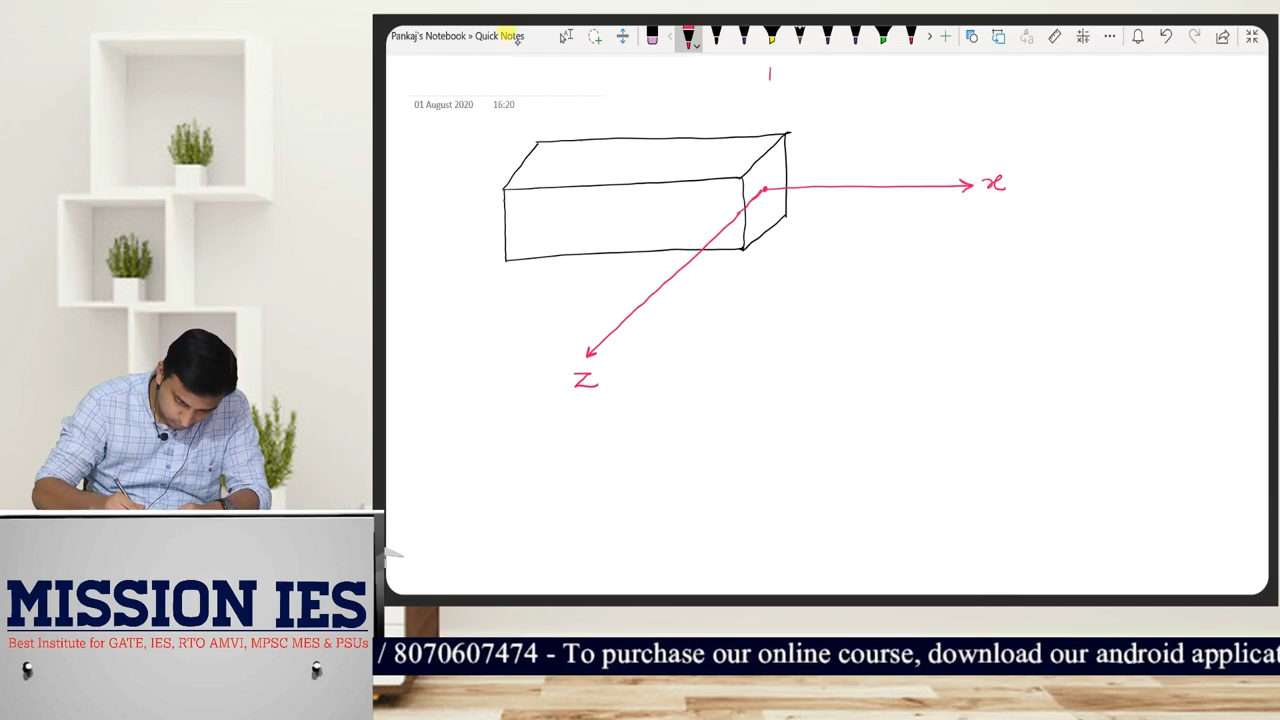 Pankaj's Notebook » Quick Notes
01 August 2020 16:20
x
z
MISSION IES
Best Institute for GATE, IES, RTO AMVI, MPSC MES & PSUs
/ 8070607474 - To purchase our online course, download our android applicat